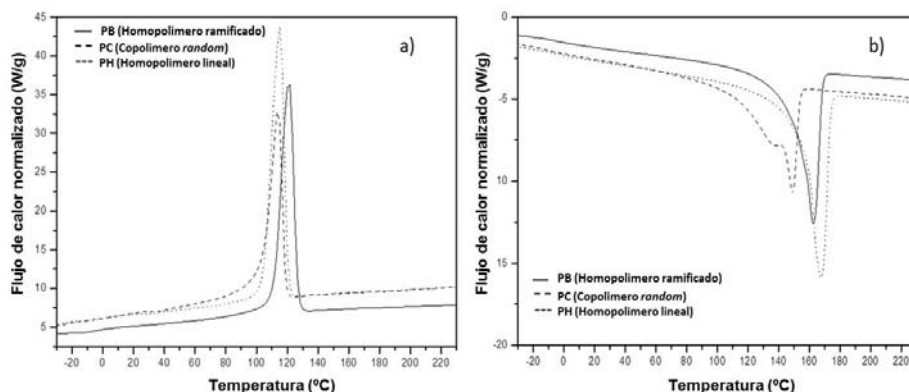 45
40
35
30
25
20
15
10
5
Flujo de calor normalizado (W/g)
PB (Homopolimero ramificado)
PC (Copolimero random)
PH (Homopolimero lineal)
a)
-20 0 20 40 60 80 100 120 140 160 180 200 220
Temperatura (ºC)
0
-5
-10
-15
-20
Flujo de calor normalizado (W/g)
b)
PB (Homopolimero ramificado)
PC (Copolimero random)
PH (Homopolimero lineal)
-20 0 20 40 60 80 100 120 140 160 180 200 220
Temperatura (ºC)